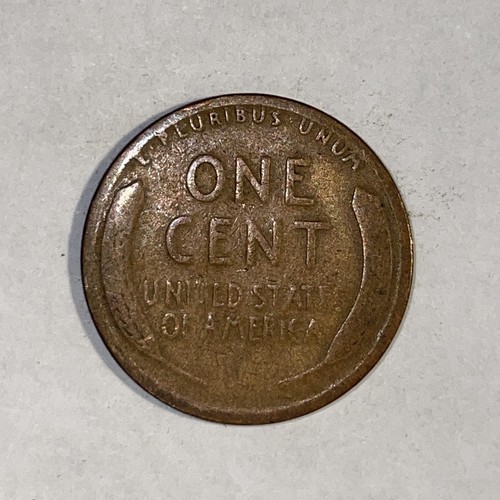 E·PLURIBUS·UNUM
ONE
CENT
UNITED STATES
OF AMERICA